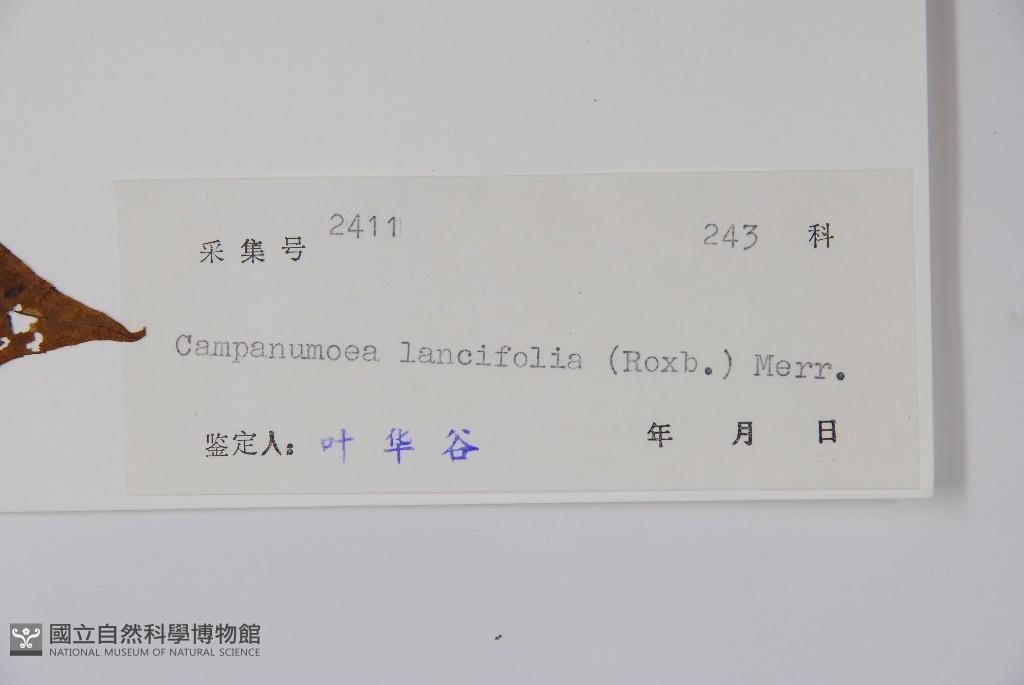 采集号 2411 243 科
Campanumoea lancifolia (Roxb.) Merr.
鉴定人: 叶华谷 年 月 日
國立自然科學博物館
NATIONAL MUSEUM OF NATURAL SCIENCE